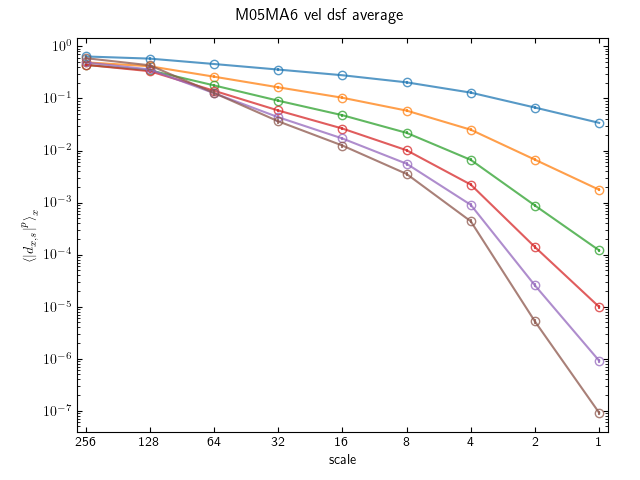 M05MA6 vel dsf average
⟨|d_{x,s}|^p⟩_x
10^0
10^{-1}
10^{-2}
10^{-3}
10^{-4}
10^{-5}
10^{-6}
10^{-7}
256 128 64 32 16 8 4 2 1
scale